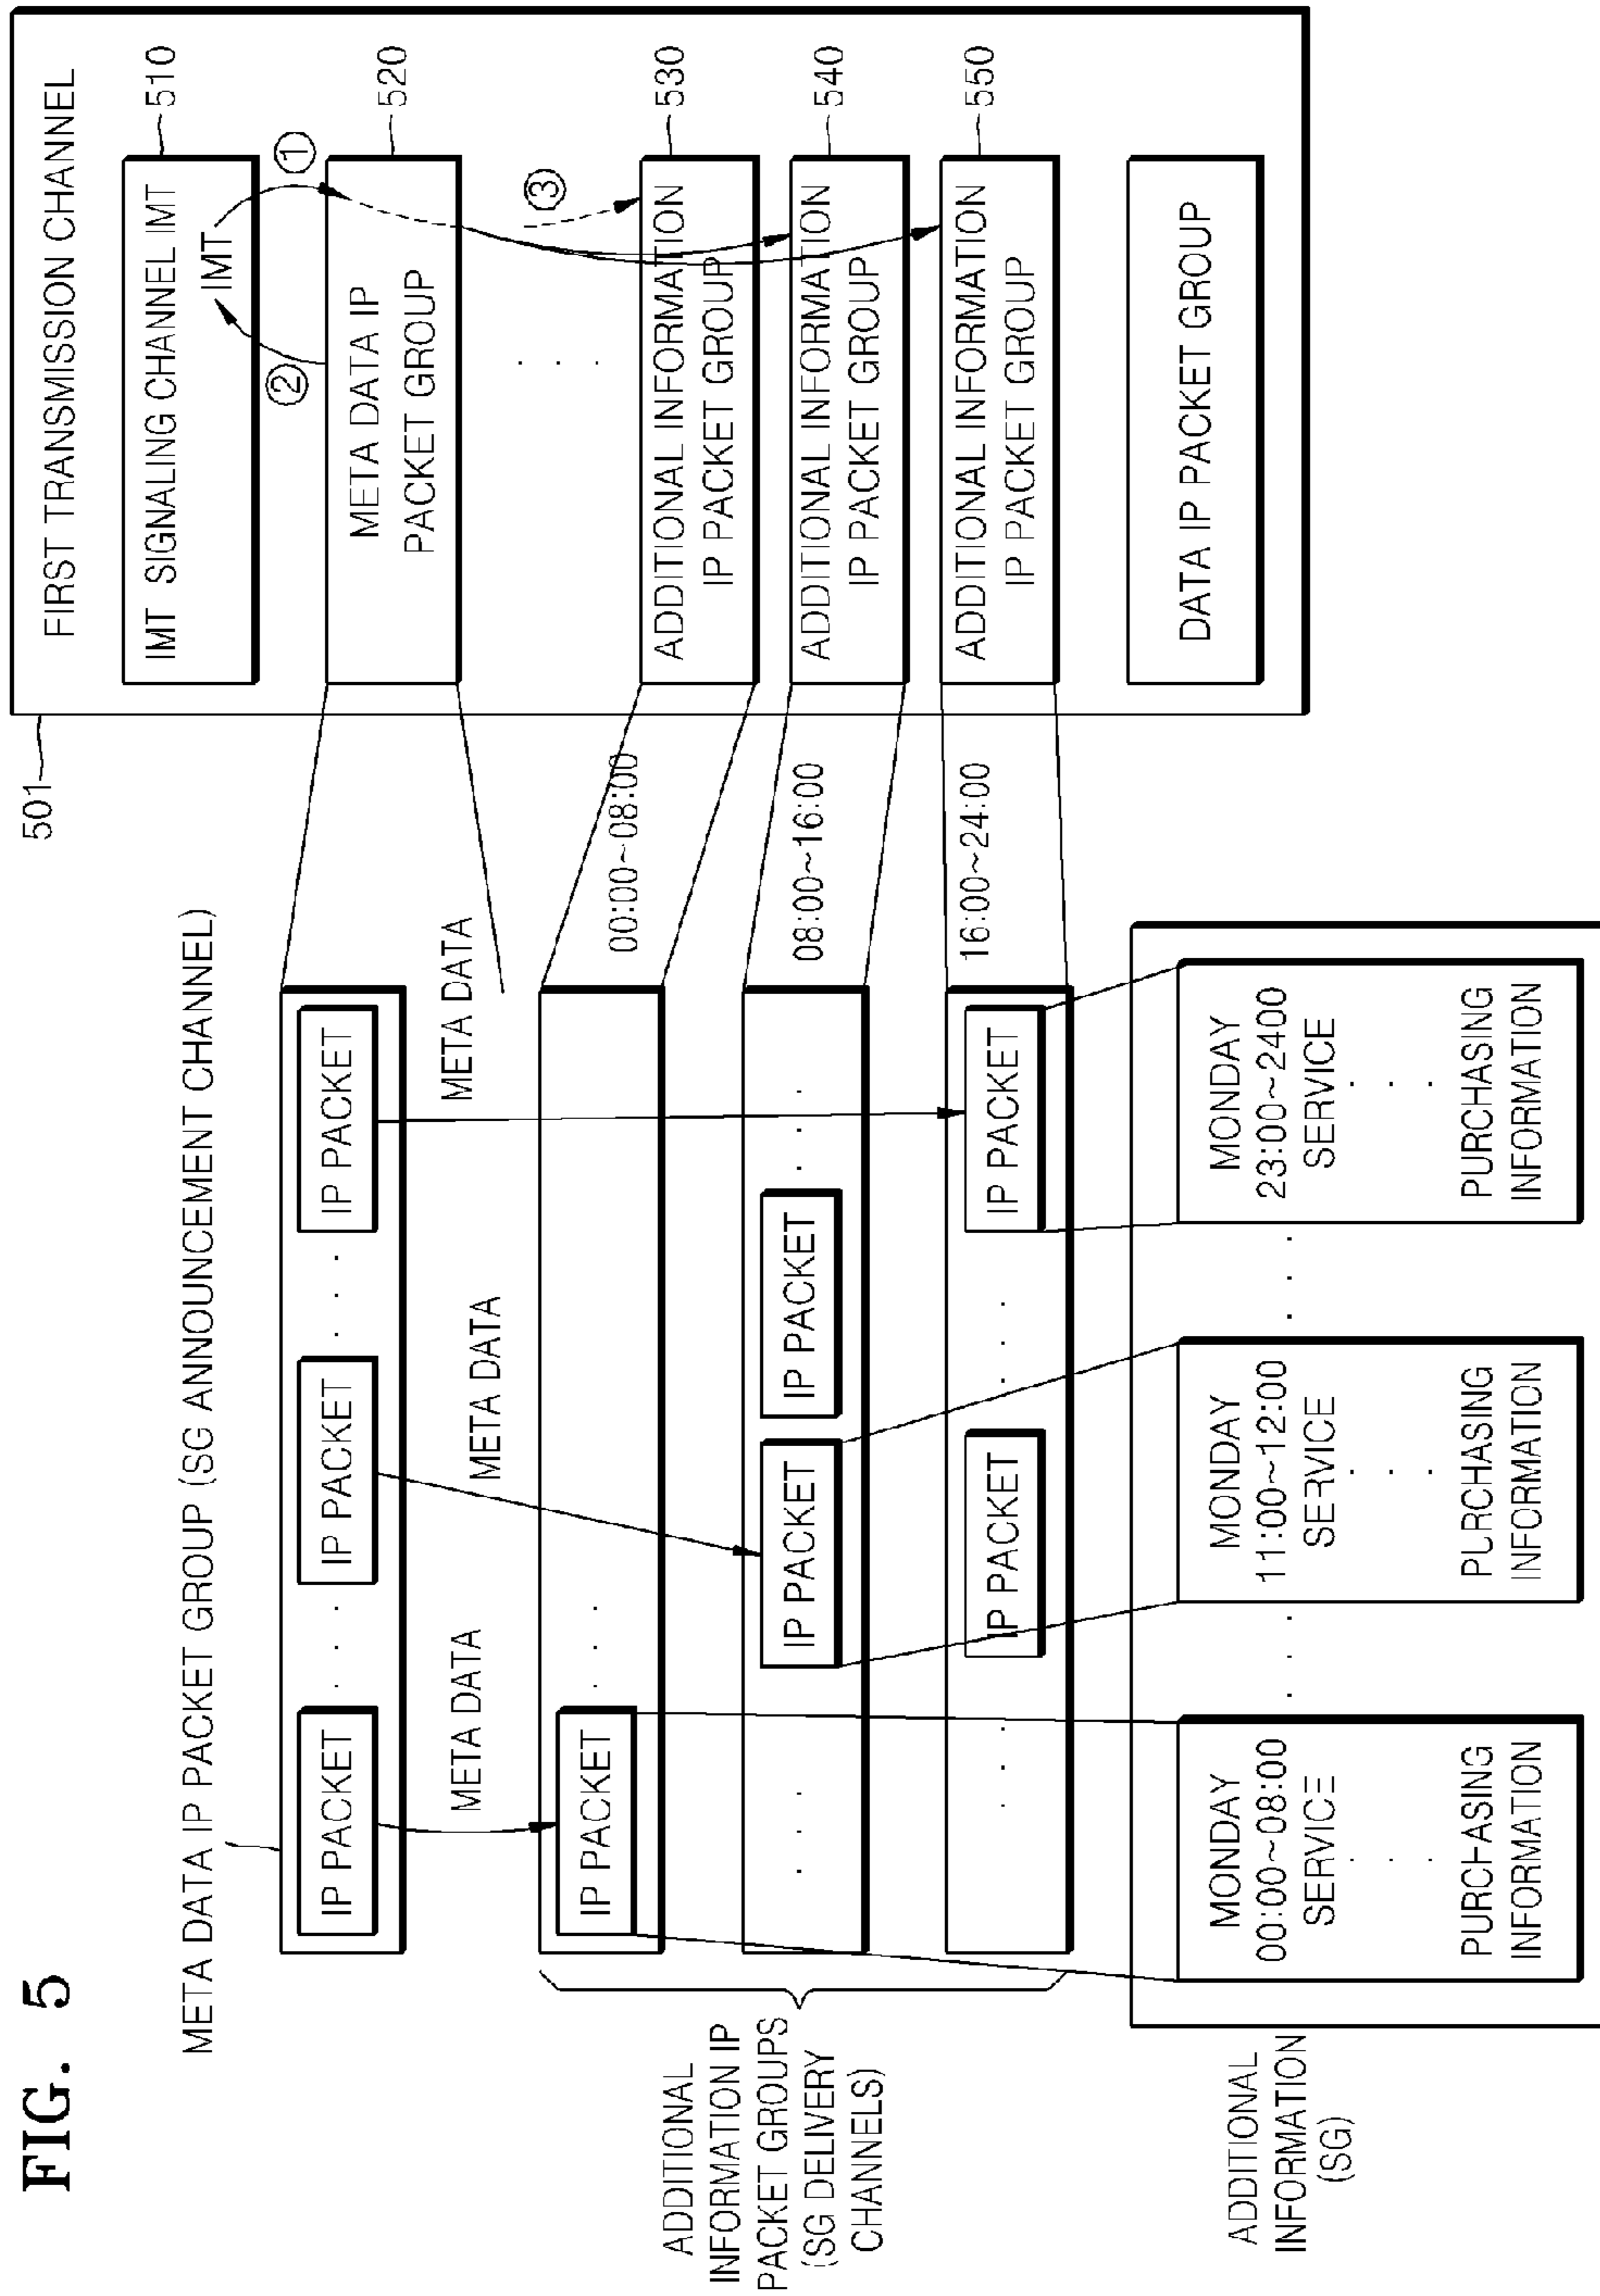 FIG. 5
META DATA IP PACKET GROUP (SG ANNOUNCEMENT CHANNEL)
IP PACKET
IP PACKET
IP PACKET
META DATA
META DATA
META DATA
ADDITIONAL
INFORMATION IP
PACKET GROUPS
(SG DELIVERY
CHANNELS)
IP PACKET
IP PACKET
IP PACKET
IP PACKET
IP PACKET
00:00~08:00
08:00~16:00
16:00~24:00
ADDITIONAL
INFORMATION
(SG)
MONDAY
00:00~08:00
SERVICE
PURCHASING
INFORMATION
MONDAY
11:00~12:00
SERVICE
PURCHASING
INFORMATION
MONDAY
23:00~2400
SERVICE
PURCHASING
INFORMATION
501
FIRST TRANSMISSION CHANNEL
IMT SIGNALING CHANNEL IMT
IMT
510
①
②
META DATA IP
PACKET GROUP
520
③
ADDITIONAL INFORMATION
IP PACKET GROUP
530
ADDITIONAL INFORMATION
IP PACKET GROUP
540
ADDITIONAL INFORMATION
IP PACKET GROUP
550
DATA IP PACKET GROUP